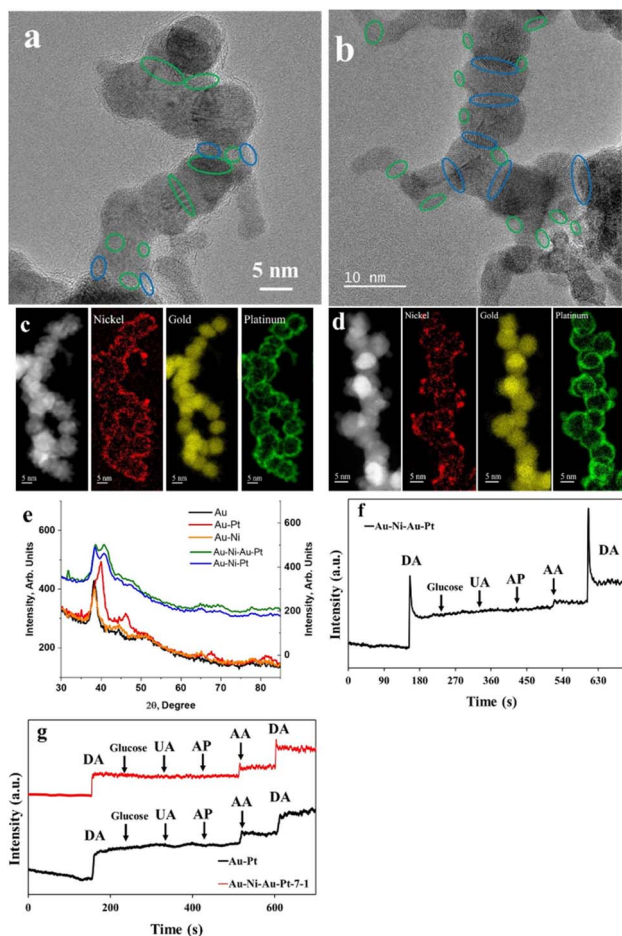 a
5 nm
b
10 nm
c
Nickel
Gold
Platinum
5 nm
5 nm
5 nm
5 nm
d
Nickel
Gold
Platinum
5 nm
5 nm
5 nm
5 nm
e
Au
Au-Pt
Au-Ni
Au-Ni-Au-Pt
Au-Ni-Pt
600
450
300
200
600
400
200
0
30 40 50 60 70 80
Intensity, Arb. Units
Intensity, Arb. Units
2θ, Degree
f
Au-Ni-Au-Pt
DA
Glucose
UA
AP
AA
DA
Intensity (a.u.)
0 90 180 270 360 450 540 630
Time (s)
g
DA
Glucose
UA
AP
AA
DA
DA
Glucose
UA
AP
AA
DA
Au-Pt
Au-Ni-Au-Pt-7-1
Intensity (a.u.)
0 200 400 600
Time (s)